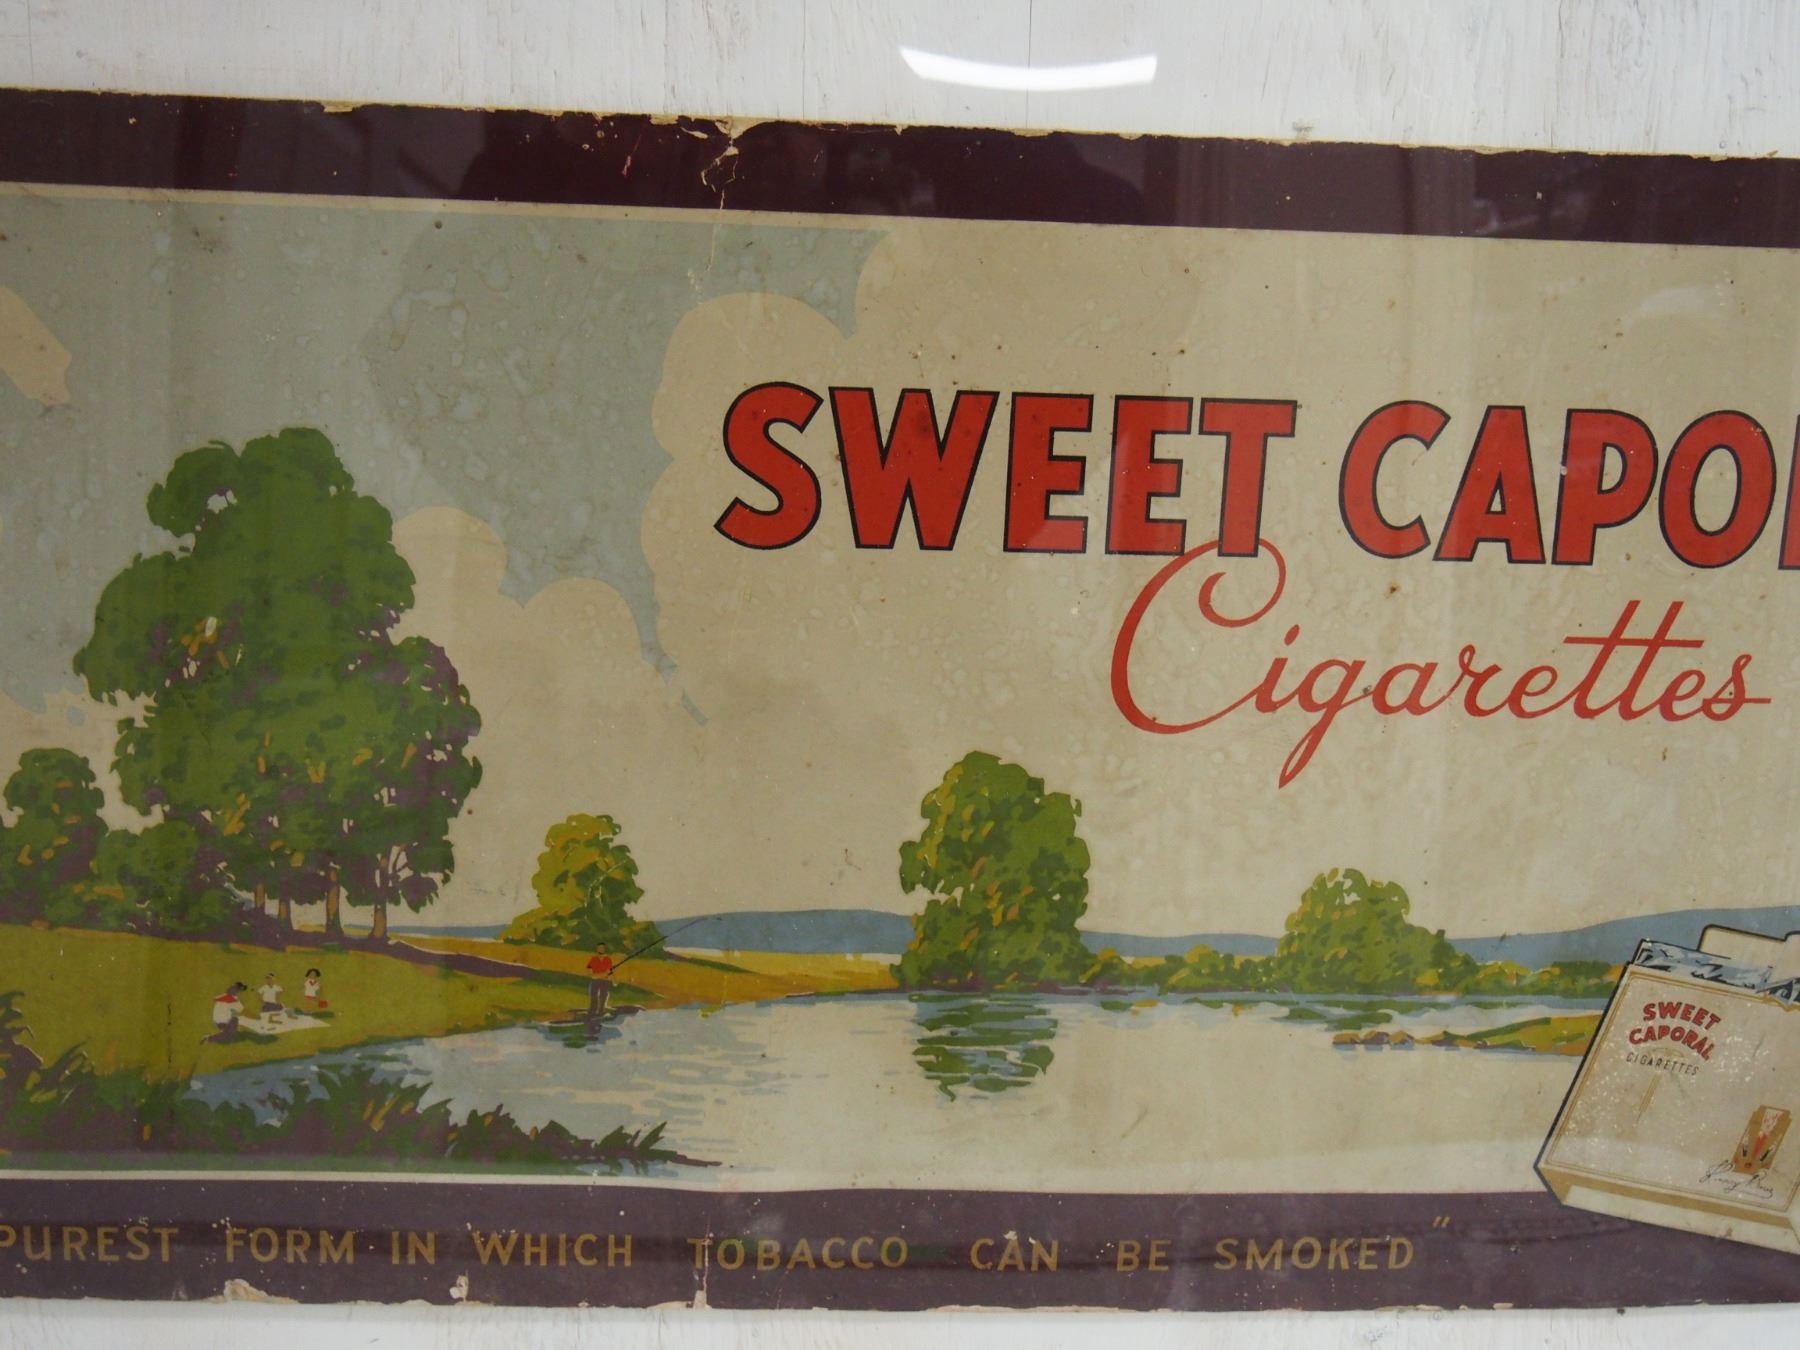 SWEET CAPO
Cigarettes
SWEET
CAPORAL
CIGARETTES
PUREST FORM IN WHICH TOBACCO CAN BE SMOKED"